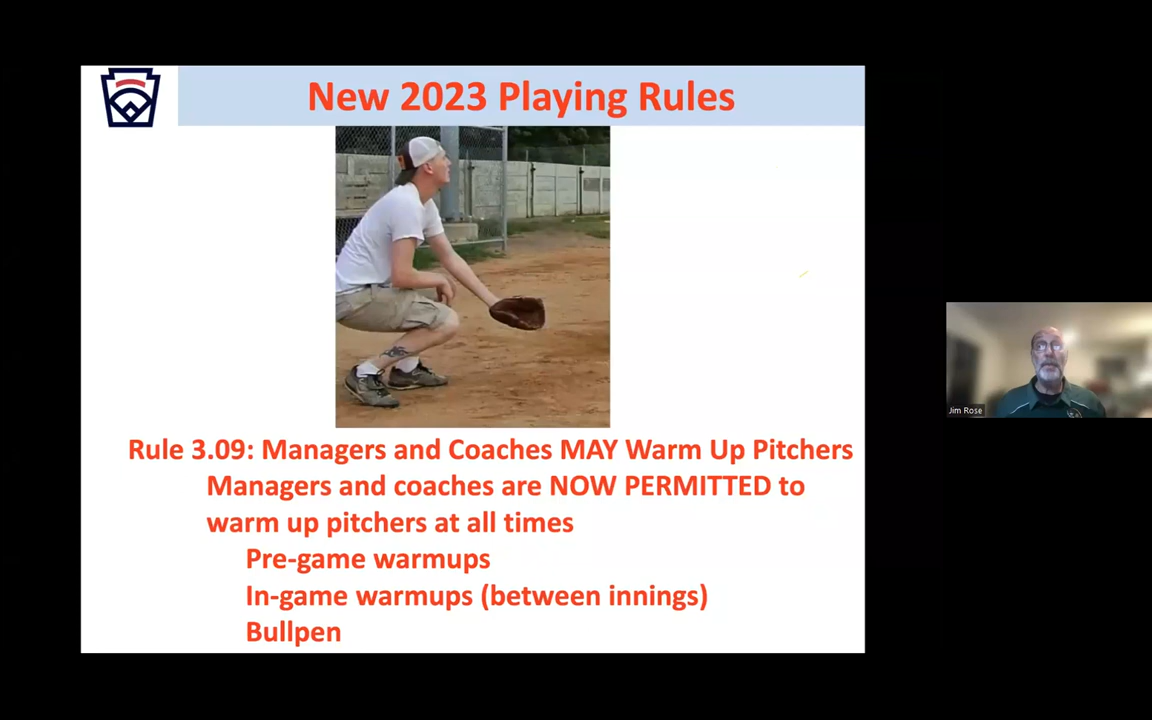 New 2023 Playing Rules
Rule 3.09: Managers and Coaches MAY Warm Up Pitchers
Managers and coaches are NOW PERMITTED to
warm up pitchers at all times
Pre-game warmups
In-game warmups (between innings)
Bullpen
Jim Rose